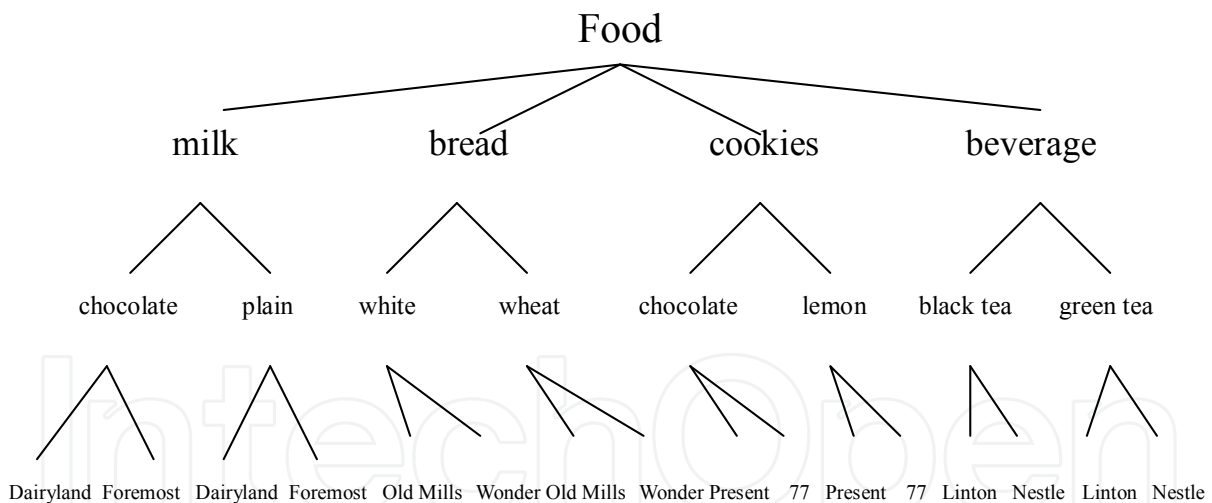 Food
milk bread cookies beverage
chocolate plain white wheat chocolate lemon black tea green tea
IntechOpen
Dairyland Foremost Dairyland Foremost Old Mills Wonder Old Mills Wonder Present 77 Present 77 Linton Nestle Linton Nestle